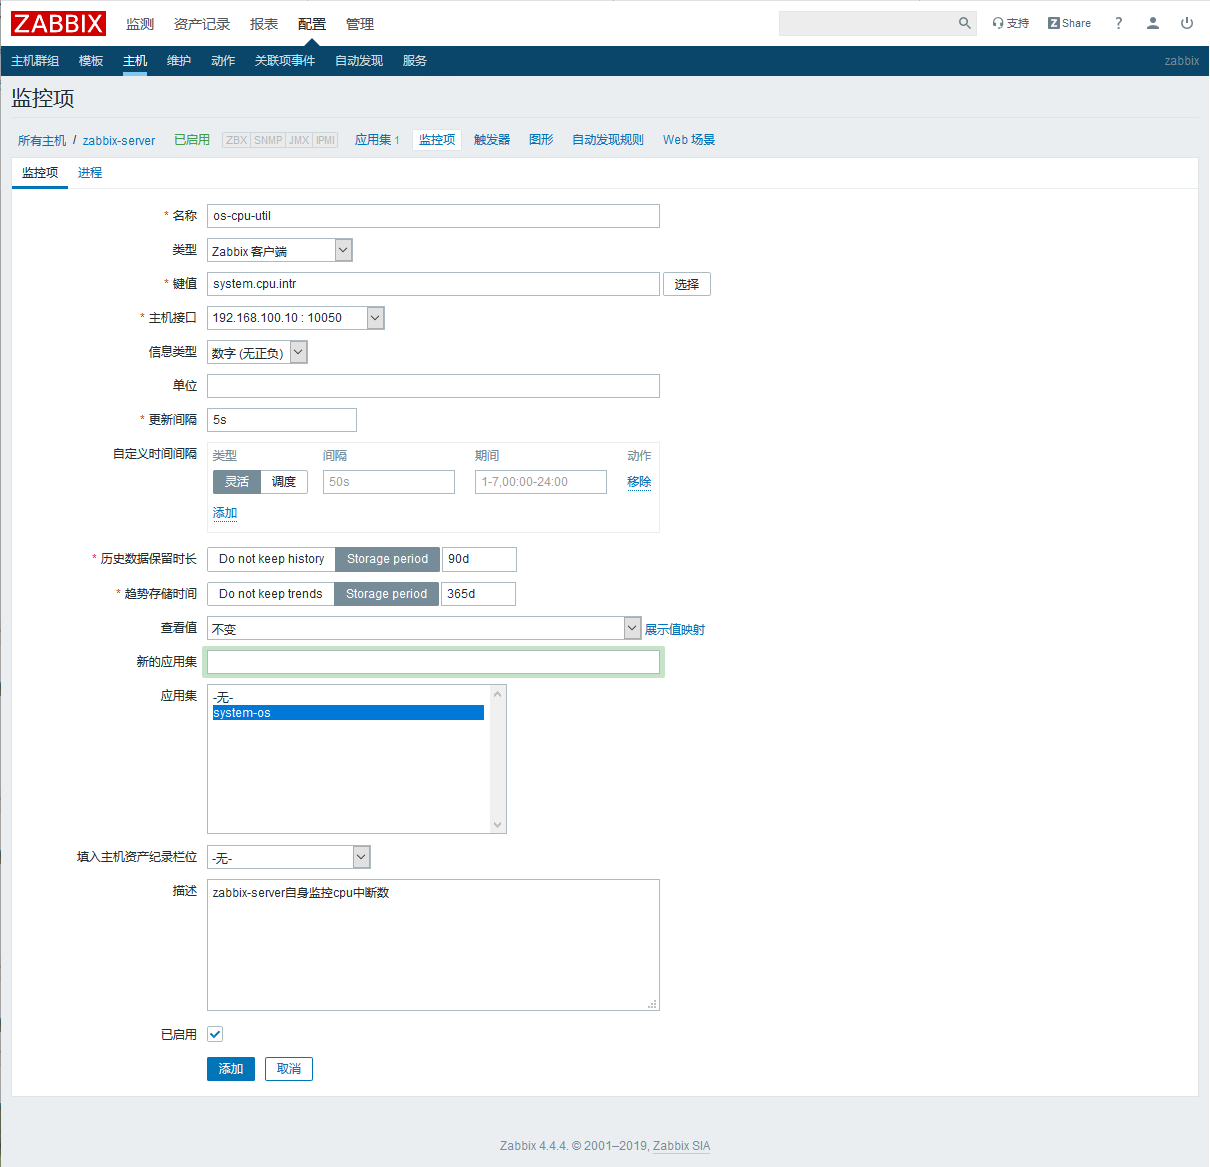 ZABBIX 监测 资产记录 报表 配置 管理 支持 Z Share ?
主机群组 模板 主机 维护 动作 关联项事件 自动发现 服务 zabbix
监控项
所有主机 / zabbix-server 已启用 ZBX SNMP JMX IPMI 应用集 1 监控项 触发器 图形 自动发现规则 Web 场景
监控项 进程
* 名称 os-cpu-util
类型 Zabbix 客户端
* 键值 system.cpu.intr 选择
* 主机接口 192.168.100.10 : 10050
信息类型 数字 (无正负)
单位
* 更新间隔 5s
自定义时间间隔 类型 间隔 期间 动作
灵活 调度 50s 1-7,00:00-24:00 移除
添加
* 历史数据保留时长 Do not keep history Storage period 90d
* 趋势存储时间 Do not keep trends Storage period 365d
查看值 不变 展示值映射
新的应用集
应用集 -无-
system-os
填入主机资产纪录栏位 -无-
描述 zabbix-server自身监控cpu中断数
已启用
添加 取消
Zabbix 4.4.4. © 2001–2019, Zabbix SIA